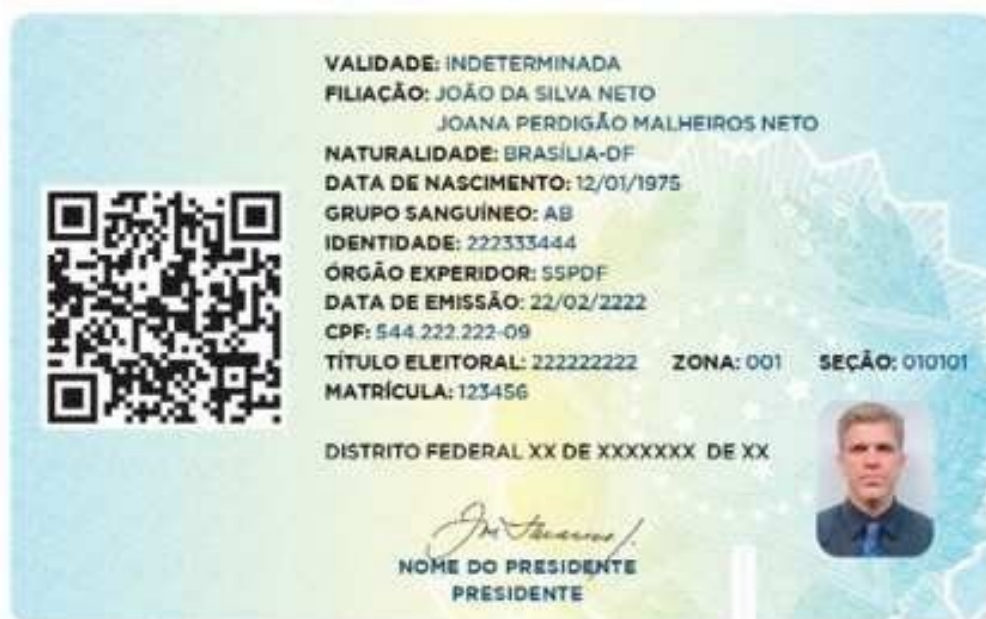 VALIDADE: INDETERMINADA
FILIAÇÃO: JOÃO DA SILVA NETO
JOANA PERDIGÃO MALHEIROS NETO
NATURALIDADE: BRASÍLIA-DF
DATA DE NASCIMENTO: 12/01/1975
GRUPO SANGUÍNEO: AB
IDENTIDADE: 222333444
ÓRGÃO EXPERIDOR: SSPDF
DATA DE EMISSÃO: 22/02/2222
CPF: 544.222.222-09
TÍTULO ELEITORAL: 222222222 ZONA: 001 SEÇÃO: 010101
MATRÍCULA: 123456
DISTRITO FEDERAL XX DE XXXXXXX DE XX
NOME DO PRESIDENTE
PRESIDENTE